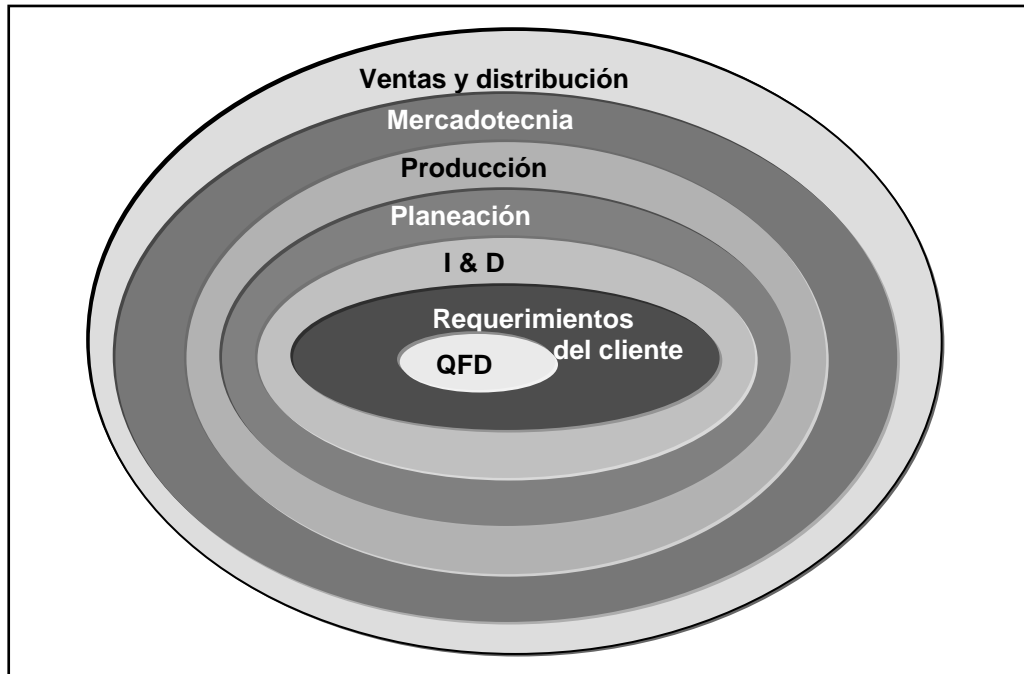 Ventas y distribución
Mercadotecnia
Producción
Planeación
I & D
Requerimientos
del cliente
QFD